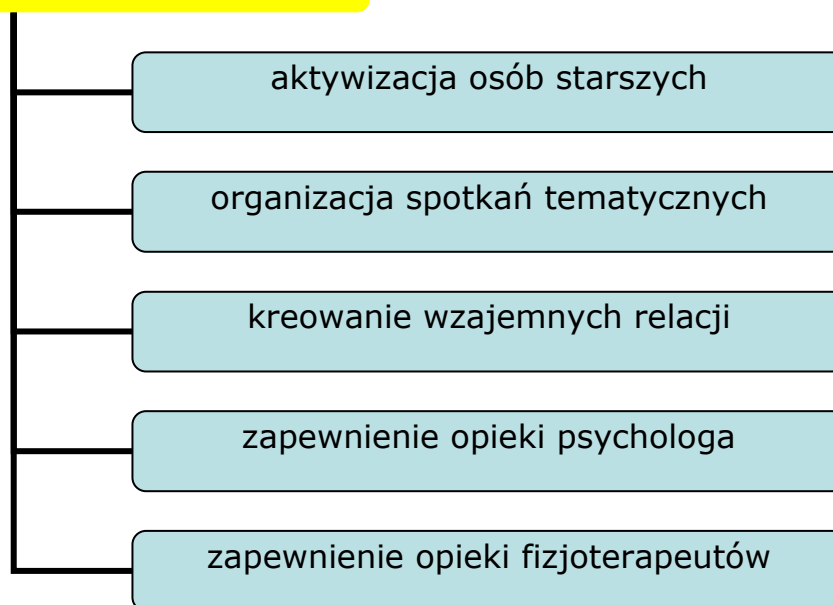 aktywizacja osób starszych
organizacja spotkań tematycznych
kreowanie wzajemnych relacji
zapewnienie opieki psychologa
zapewnienie opieki fizjoterapeutów